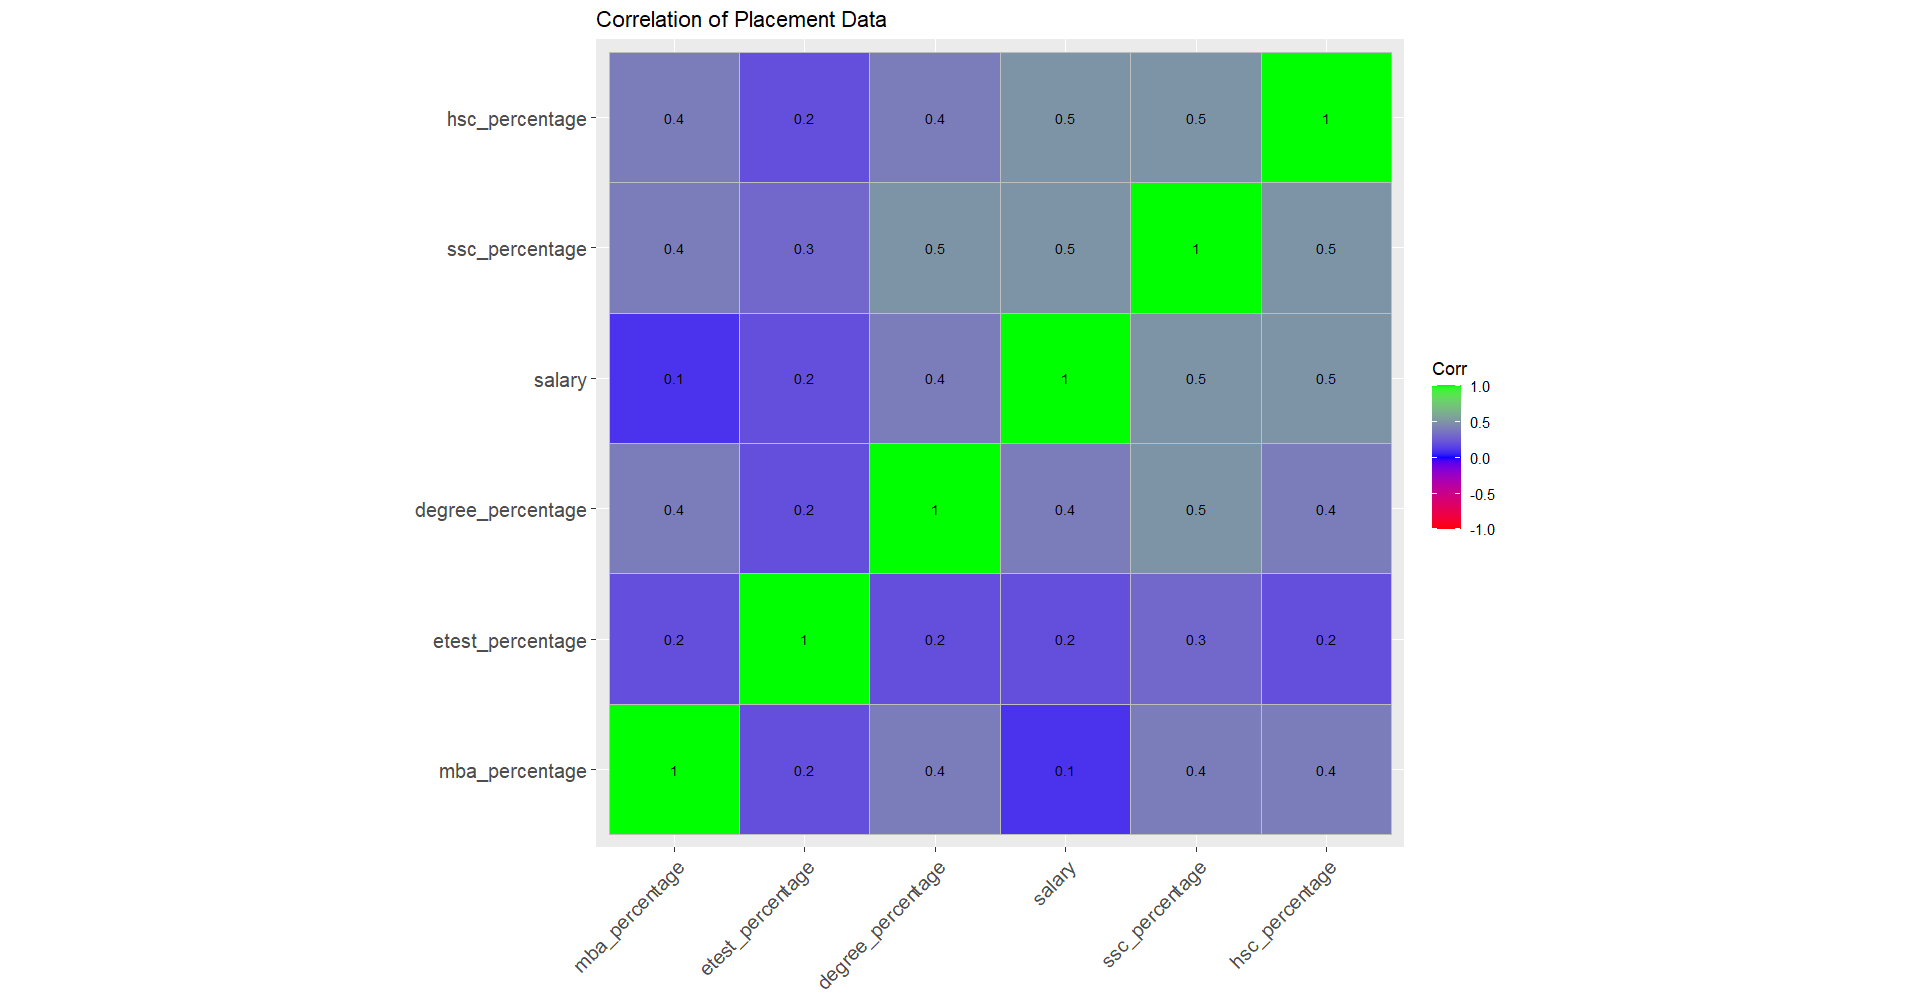 Correlation of Placement Data
hsc_percentage 0.4 0.2 0.4 0.5 0.5 1
ssc_percentage 0.4 0.3 0.5 0.5 1 0.5
salary 0.1 0.2 0.4 1 0.5 0.5
degree_percentage 0.4 0.2 1 0.4 0.5 0.4
etest_percentage 0.2 1 0.2 0.2 0.3 0.2
mba_percentage 1 0.2 0.4 0.1 0.4 0.4
mba_percentage etest_percentage degree_percentage salary ssc_percentage hsc_percentage
Corr
1.0
0.5
0.0
-0.5
-1.0